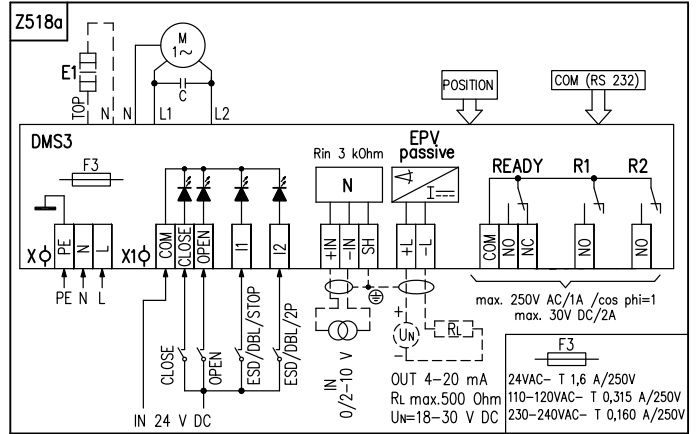 Z518a
M
1~
E1
C
TOP
N
N
L1
L2
POSITION
COM (RS 232)
DMS3
F3
Rin 3 kOhm
N
EPV
passive
I
READY
R1
R2
X
PE
N
L
X1
COM
CLOSE
OPEN
I1
I2
+IN
-IN
SH
+L
-L
COM
NO
NC
NO
NO
PE N L
max. 250V AC/1A /cos phi=1
max. 30V DC/2A
CLOSE
OPEN
ESD/DBL/STOP
ESD/DBL/2P
IN 24 V DC
IN
0/2-10 V
+
UN
-
RL
OUT 4-20 mA
RL max.500 Ohm
UN=18-30 V DC
F3
24VAC- T 1,6 A/250V
110-120VAC- T 0,315 A/250V
230-240VAC- T 0,160 A/250V